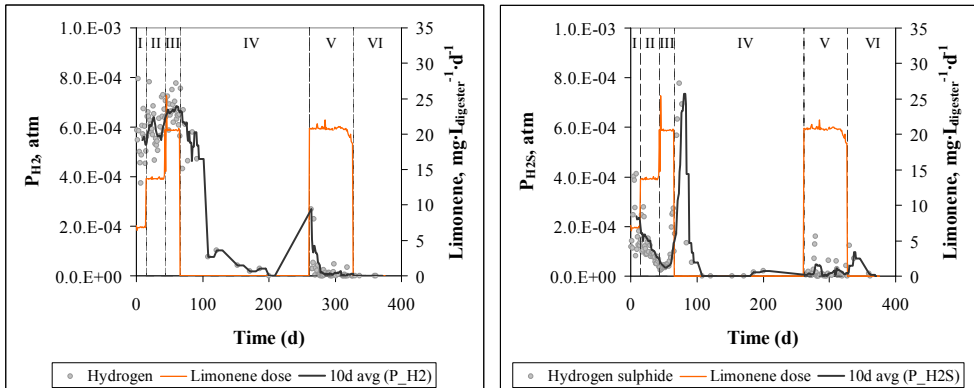 I II III IV V VI
1.0.E-03
8.0.E-04
6.0.E-04
4.0.E-04
2.0.E-04
0.0.E+00
P_H2, atm
35
30
25
20
15
10
5
0
Limonene, mg·L_digester^-1·d^-1
0 100 200 300 400
Time (d)
Hydrogen Limonene dose 10d avg (P_H2)
I II III IV V VI
1.0.E-03
8.0.E-04
6.0.E-04
4.0.E-04
2.0.E-04
0.0.E+00
P_H2S, atm
35
30
25
20
15
10
5
0
Limonene, mg·L_digester^-1·d^-1
0 100 200 300 400
Time (d)
Hydrogen sulphide Limonene dose 10d avg (P_H2S)